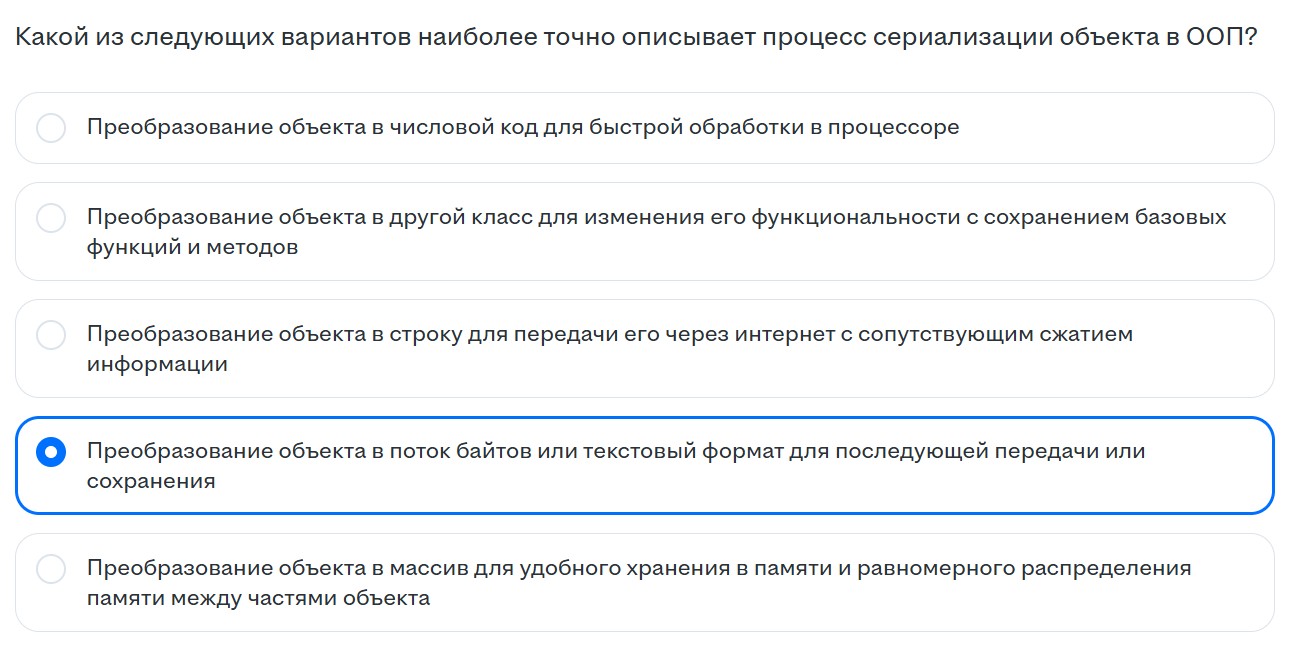 Какой из следующих вариантов наиболее точно описывает процесс сериализации объекта в ООП?
Преобразование объекта в числовой код для быстрой обработки в процессоре
Преобразование объекта в другой класс для изменения его функциональности с сохранением базовых
функций и методов
Преобразование объекта в строку для передачи его через интернет с сопутствующим сжатием
информации
Преобразование объекта в поток байтов или текстовый формат для последующей передачи или
сохранения
Преобразование объекта в массив для удобного хранения в памяти и равномерного распределения
памяти между частями объекта